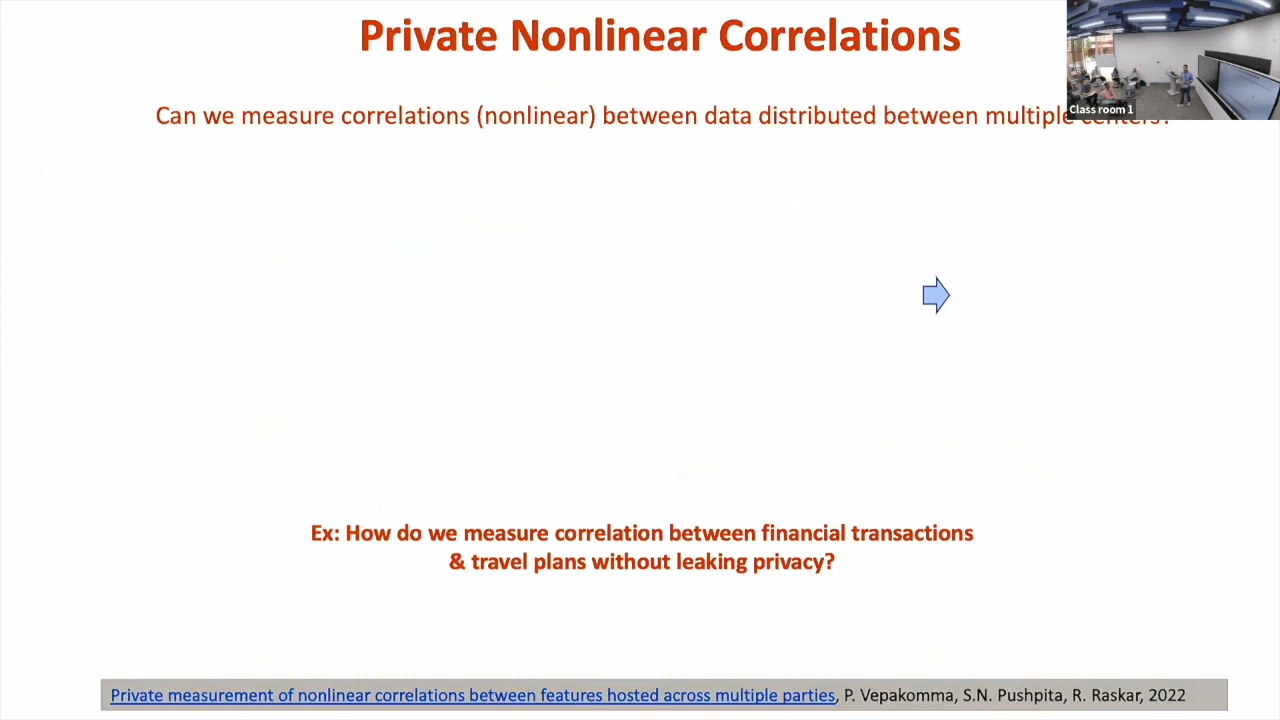 Private Nonlinear Correlations
Can we measure correlations (nonlinear) between data distributed between multiple
Class room 1
Ex: How do we measure correlation between financial transactions
& travel plans without leaking privacy?
Private measurement of nonlinear correlations between features hosted across multiple parties, P. Vepakomma, S.N. Pushpita, R. Raskar, 2022